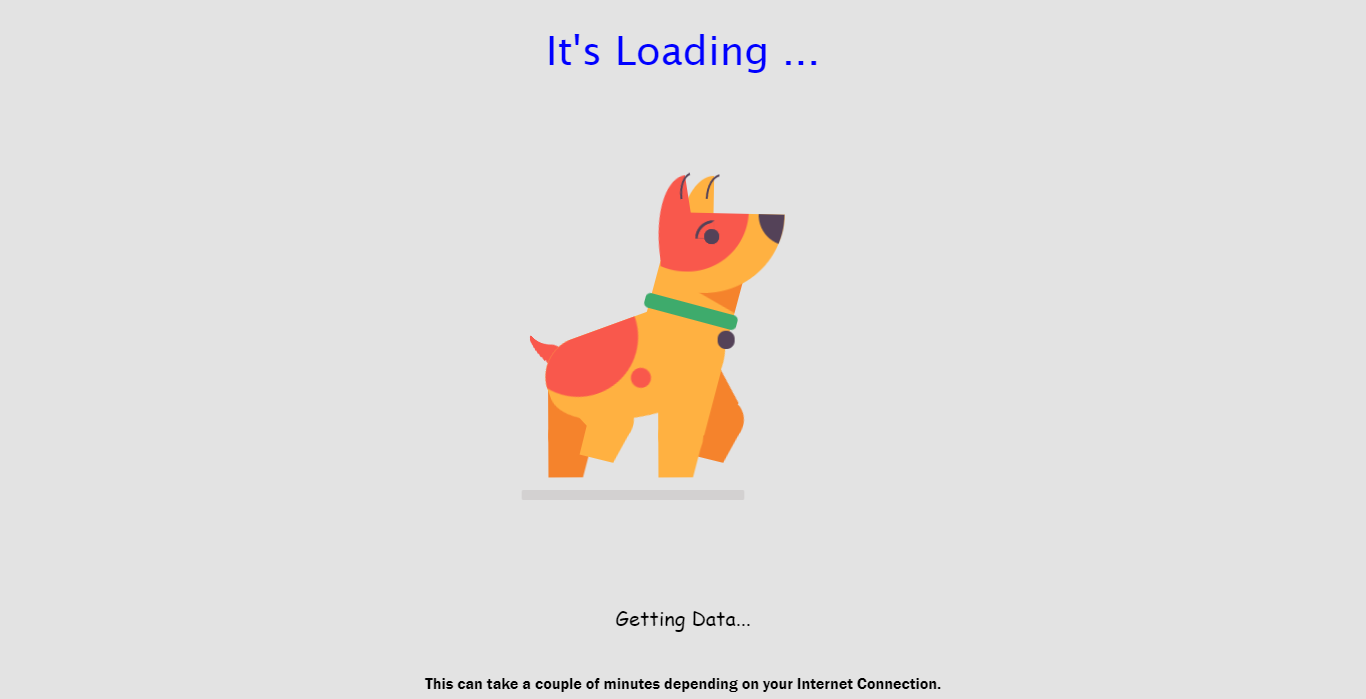 It's Loading ...
Getting Data...
This can take a couple of minutes depending on your Internet Connection.